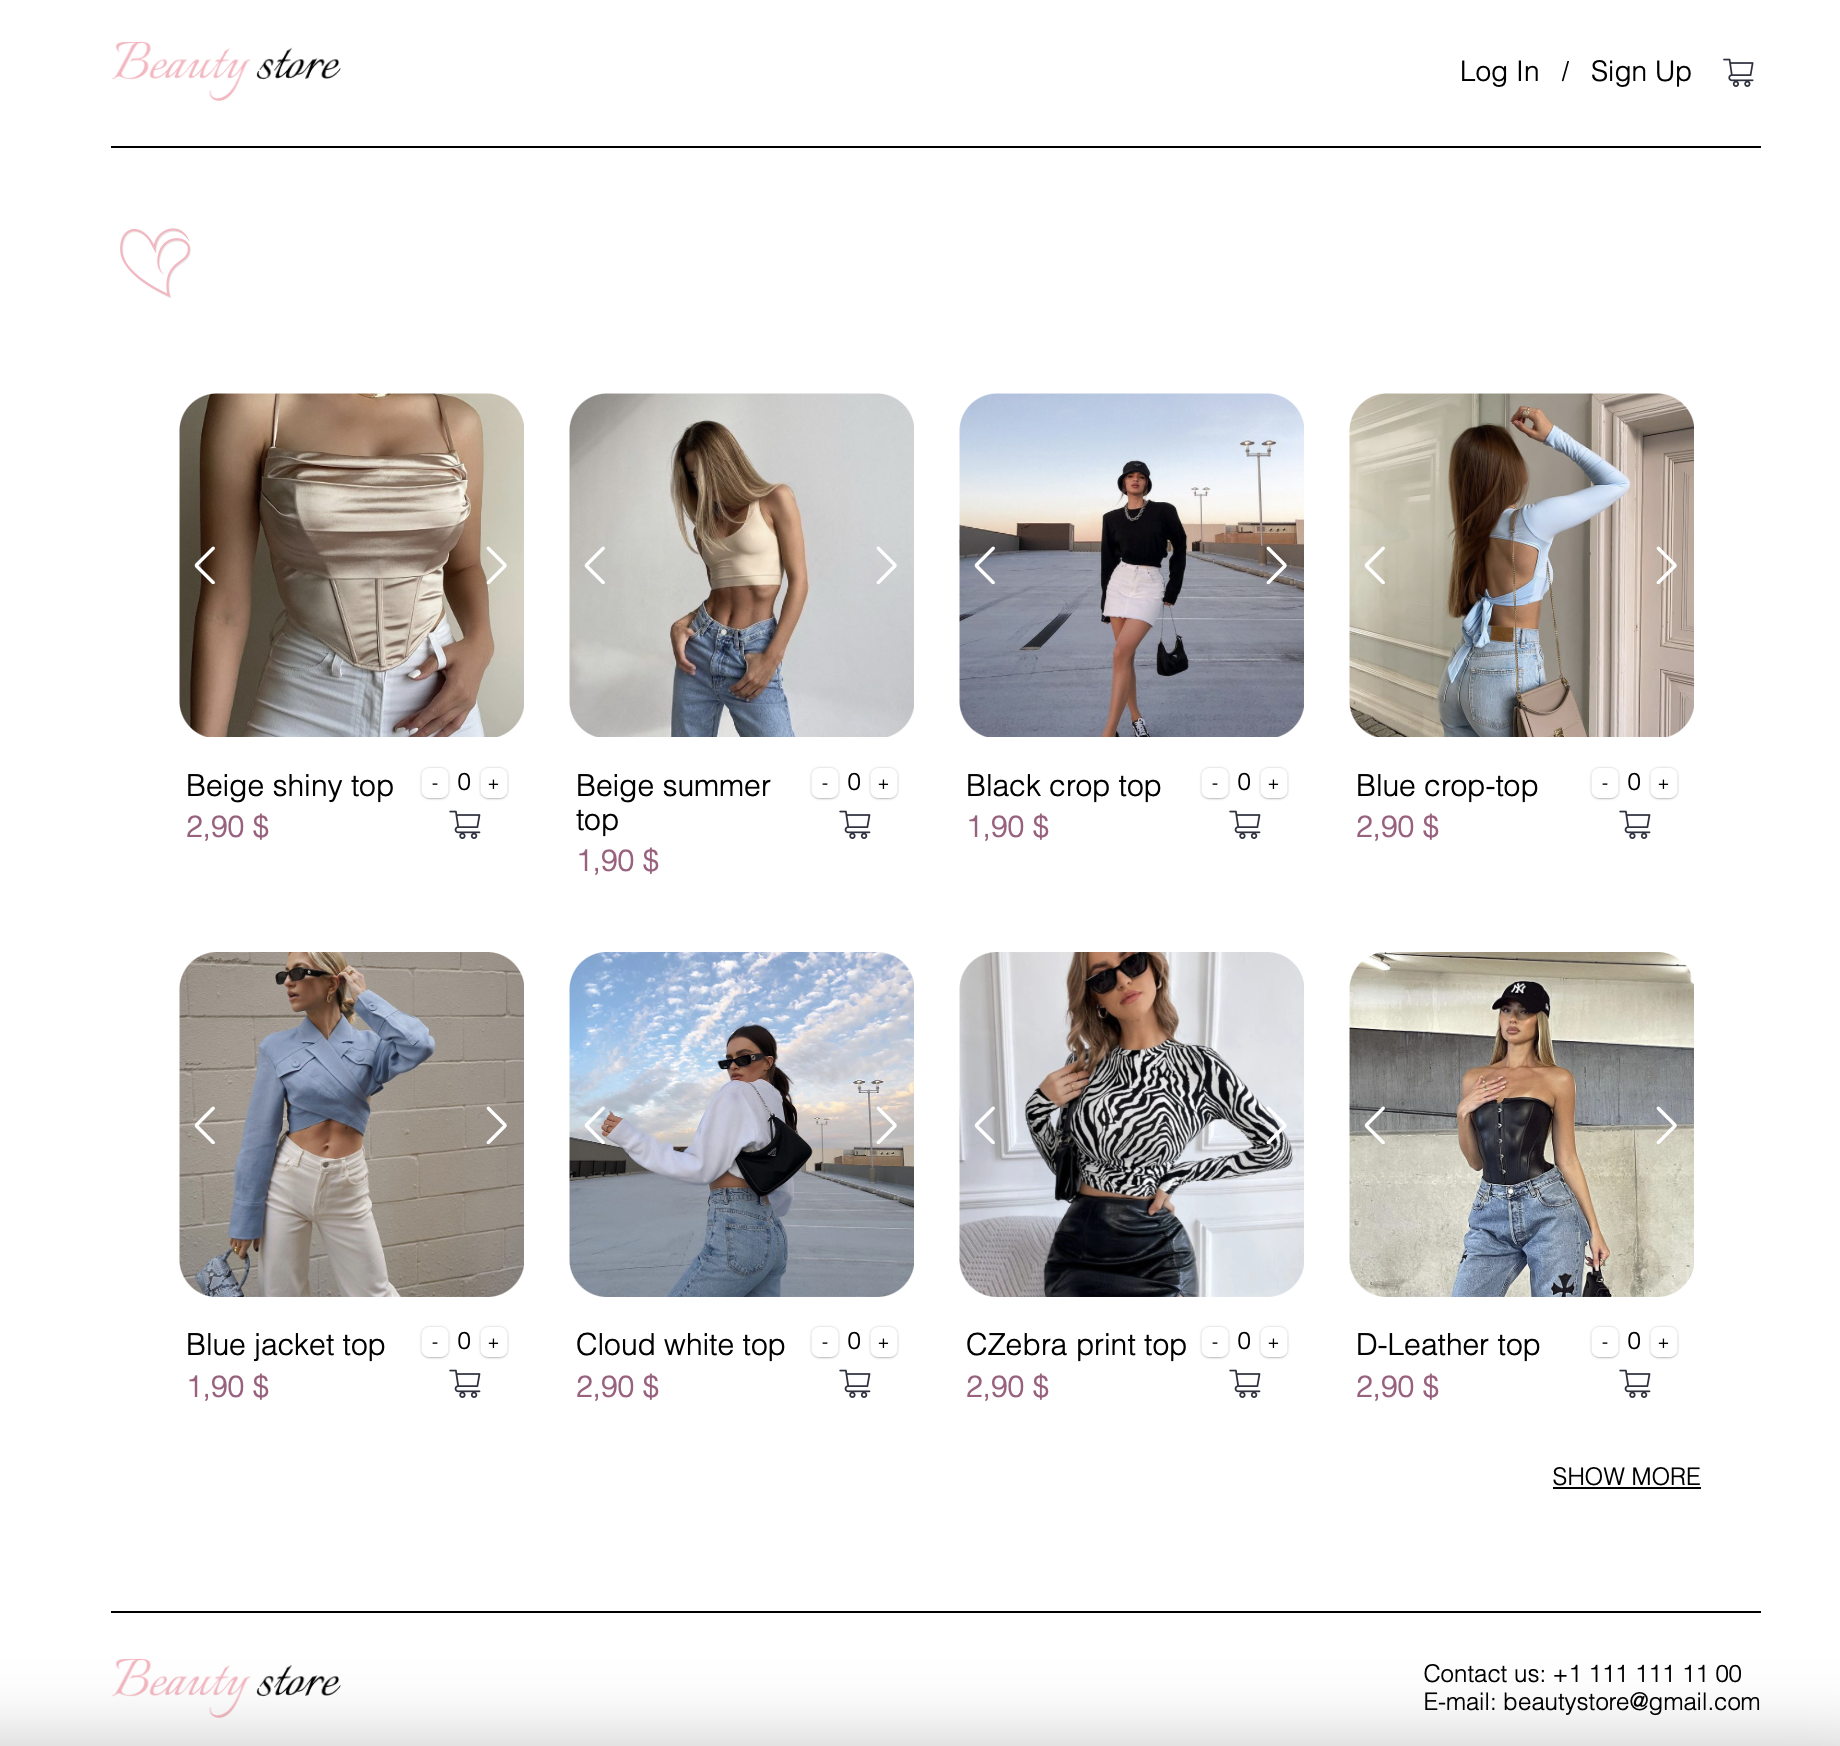 Beauty store
Log In / Sign Up
Beige shiny top - 0 +
2,90 $
Beige summer - 0 +
top
1,90 $
Black crop top - 0 +
1,90 $
Blue crop-top - 0 +
2,90 $
Blue jacket top - 0 +
1,90 $
Cloud white top - 0 +
2,90 $
CZebra print top - 0 +
2,90 $
D-Leather top - 0 +
2,90 $
SHOW MORE
Beauty store
Contact us: +1 111 111 11 00
E-mail: beautystore@gmail.com